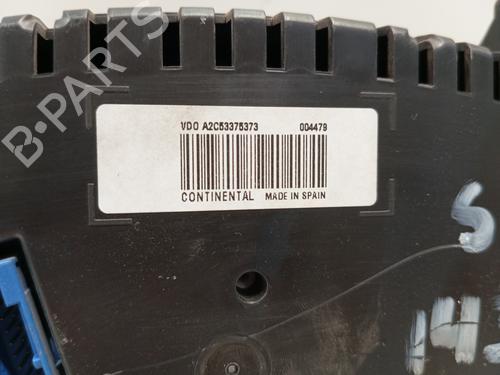 B-PARTS
VDO A2C53375373 004479
CONTINENTAL MADE IN SPAIN
S